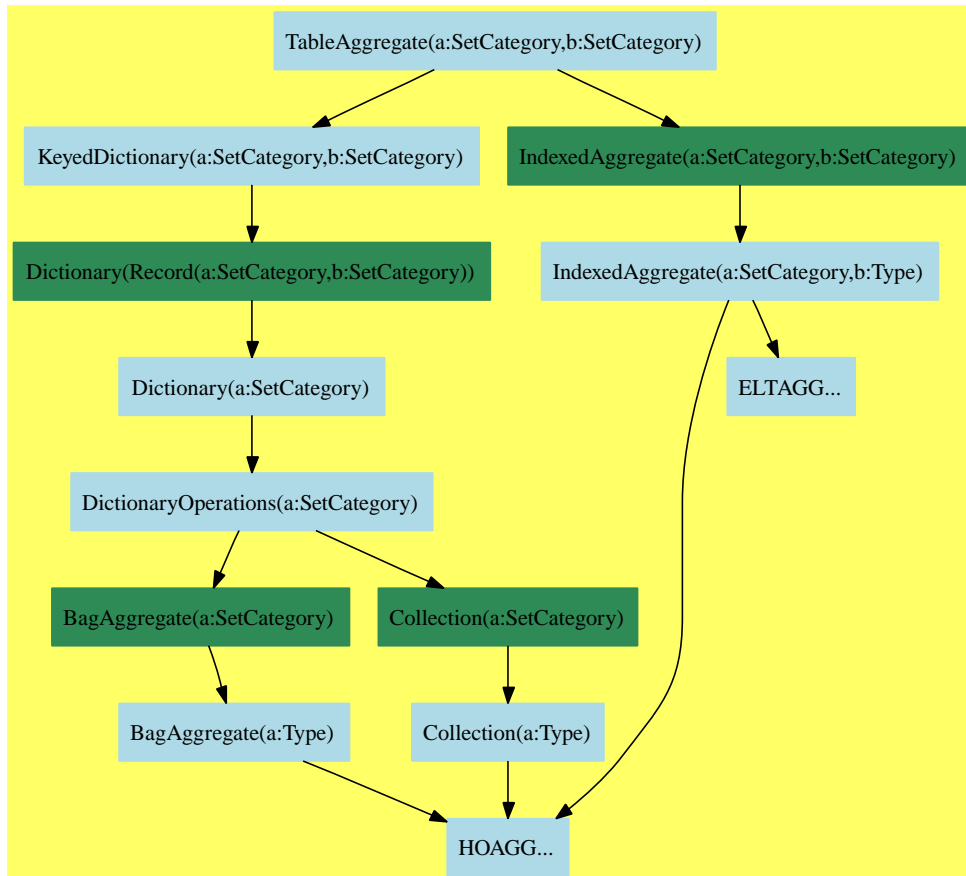 TableAggregate(a:SetCategory,b:SetCategory)
KeyedDictionary(a:SetCategory,b:SetCategory)
IndexedAggregate(a:SetCategory,b:SetCategory)
Dictionary(Record(a:SetCategory,b:SetCategory))
IndexedAggregate(a:SetCategory,b:Type)
Dictionary(a:SetCategory)
ELTAGG...
DictionaryOperations(a:SetCategory)
BagAggregate(a:SetCategory)
Collection(a:SetCategory)
BagAggregate(a:Type)
Collection(a:Type)
HOAGG...